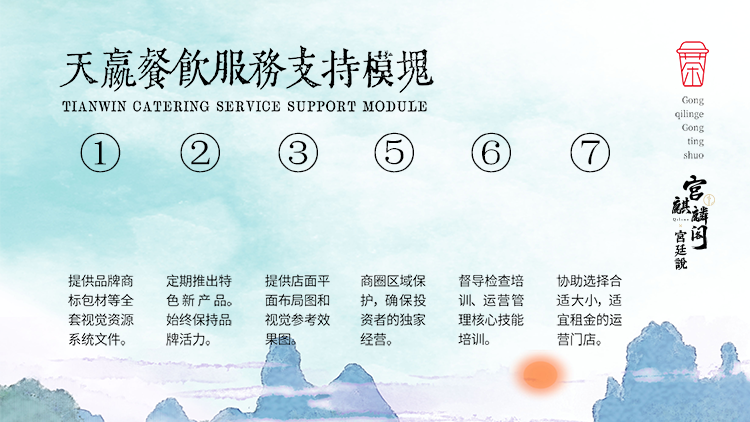 天贏餐飲服務支持模塊
TIANWIN CATERING SERVICE SUPPORT MODULE
① ② ③ ⑤ ⑥ ⑦
提供品牌商
标包材等全
套视觉资源
系统文件。
定期推出特
色新产品。
始终保持品
牌活力。
提供店面平
面布局图和
视觉参考效
果图。
商圈区域保
护，确保投
资者的独家
经营。
督导检查培
训、运营管
理核心技能
培训。
协助选择合
适大小，适
宜租金的运
营门店。
茶
Gong
qilinge
Gong
ting
shuo
宮
麒麟閣
宮廷說